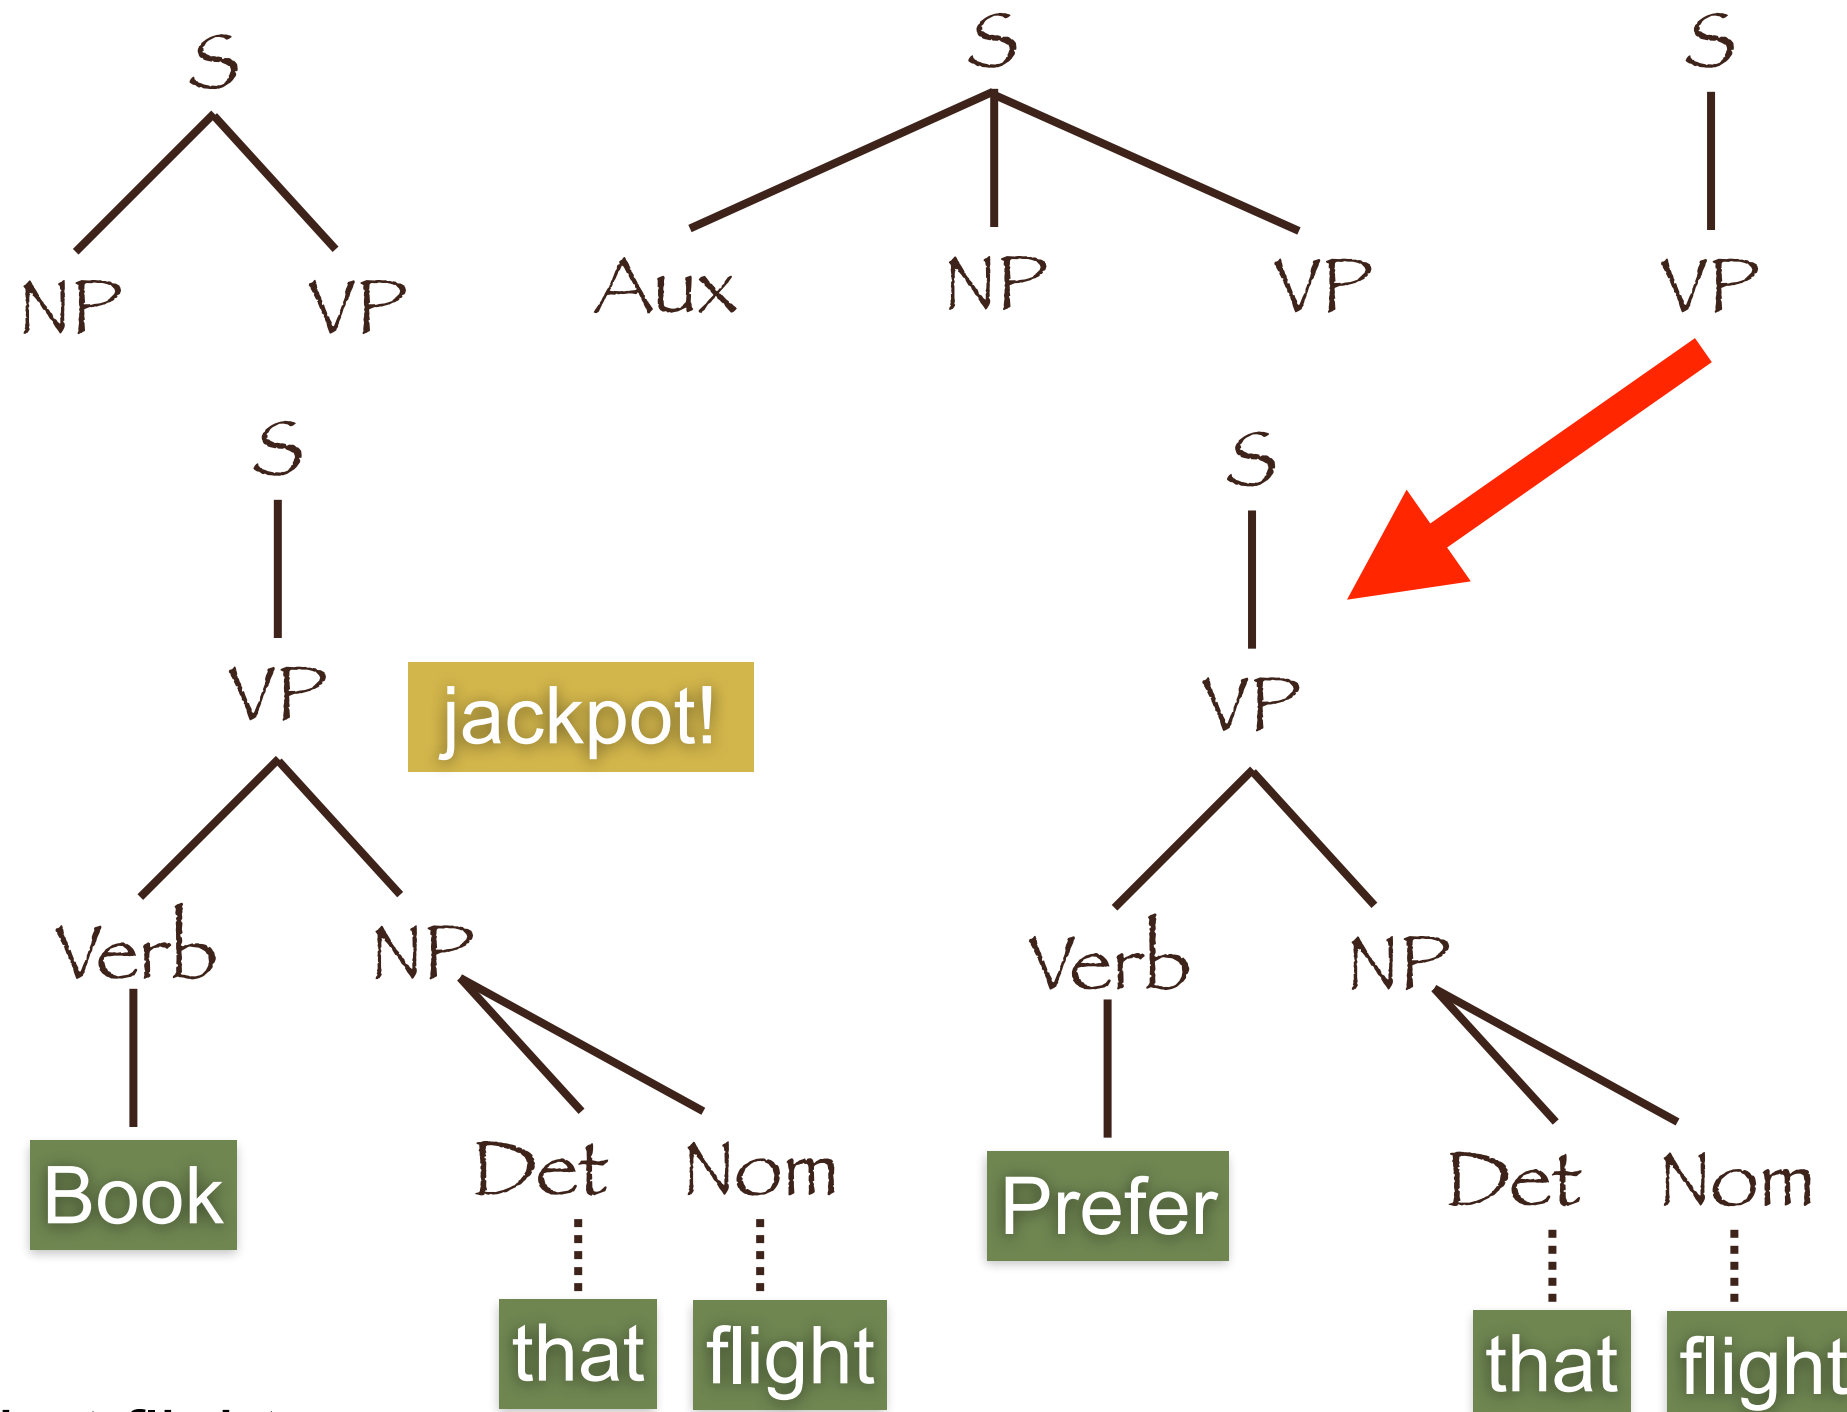 S
S
S
NP VP
Aux NP VP
VP
S
S
VP
jackpot!
VP
Verb NP
Verb NP
Book
Det Nom
Prefer
Det Nom
that flight
that flight